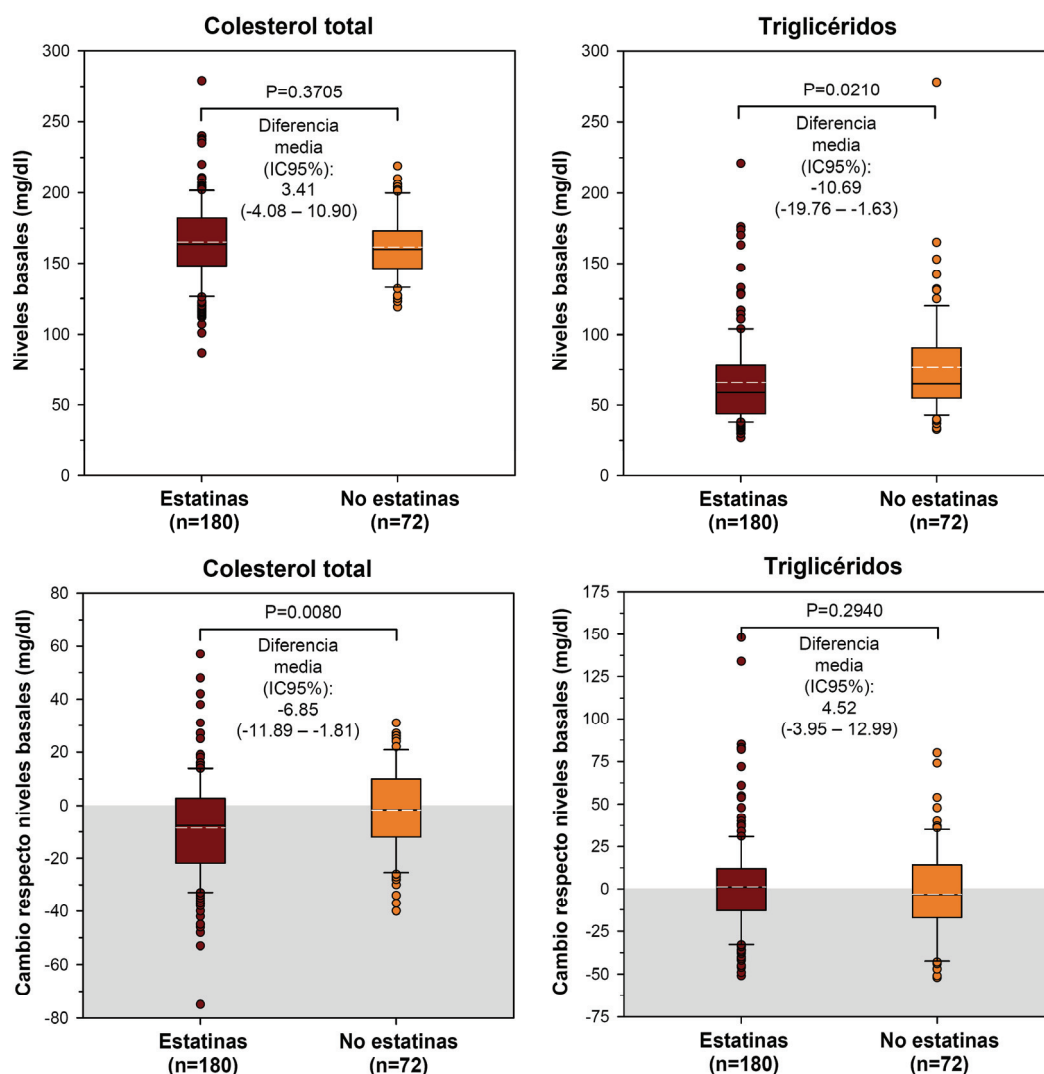 Colesterol total
Niveles basales (mg/dl)
300
250
200
150
100
50
0
P=0.3705
Diferencia
media
(IC95%):
3.41
(-4.08 – 10.90)
Estatinas
(n=180)
No estatinas
(n=72)
Triglicéridos
Niveles basales (mg/dl)
300
250
200
150
100
50
0
P=0.0210
Diferencia
media
(IC95%):
-10.69
(-19.76 – -1.63)
Estatinas
(n=180)
No estatinas
(n=72)
Colesterol total
Cambio respecto niveles basales (mg/dl)
80
60
40
20
0
-20
-40
-60
-80
P=0.0080
Diferencia
media
(IC95%):
-6.85
(-11.89 – -1.81)
Estatinas
(n=180)
No estatinas
(n=72)
Triglicéridos
Cambio respecto niveles basales (mg/dl)
175
150
125
100
75
50
25
0
-25
-50
-75
P=0.2940
Diferencia
media
(IC95%):
4.52
(-3.95 – 12.99)
Estatinas
(n=180)
No estatinas
(n=72)